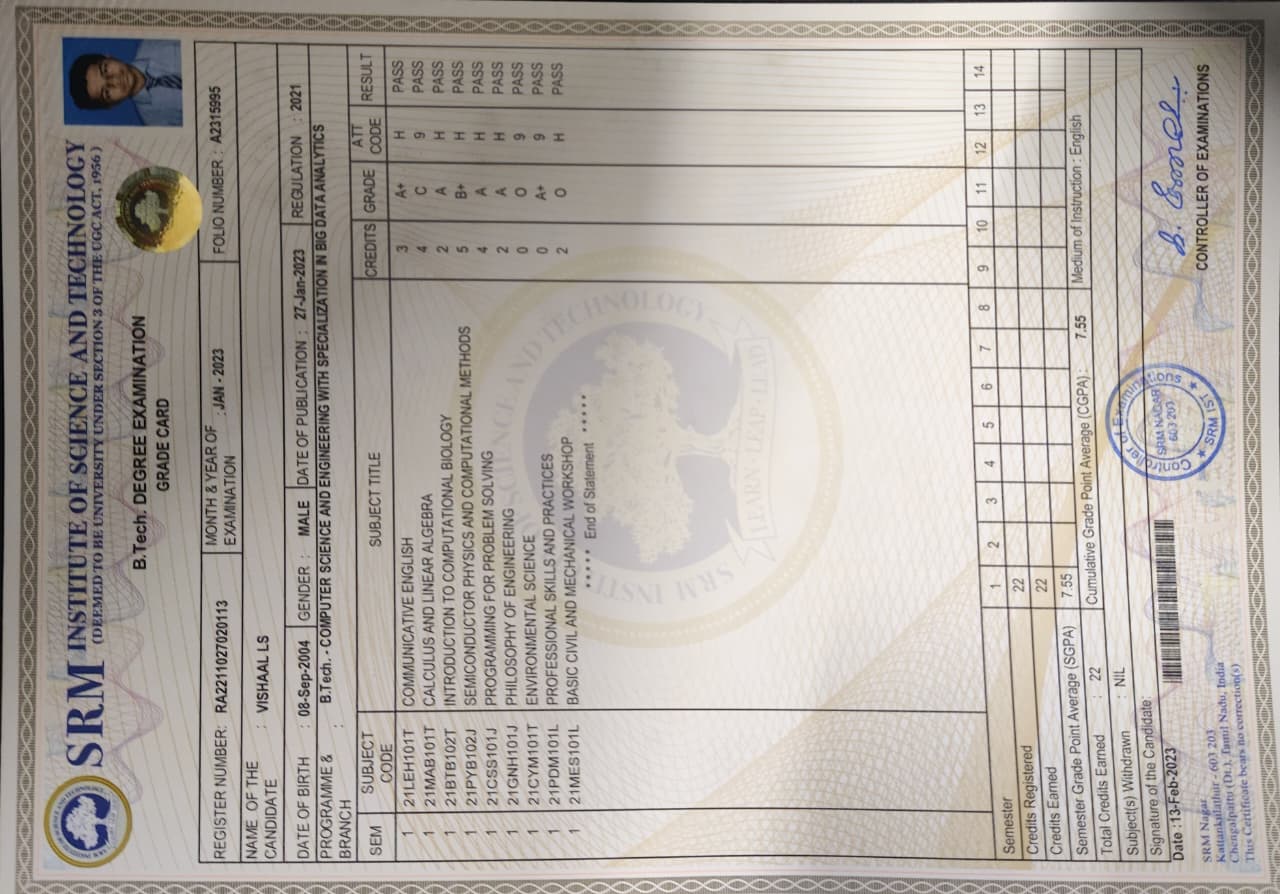 SRM INSTITUTE OF SCIENCE AND TECHNOLOGY
(DEEMED TO BE UNIVERSITY UNDER SECTION 3 OF THE UGC ACT, 1956 )
B.Tech. DEGREE EXAMINATION
GRADE CARD
REGISTER NUMBER: RA2211027020113 MONTH & YEAR OF EXAMINATION : JAN - 2023 FOLIO NUMBER : A2315995
NAME OF THE CANDIDATE : VISHAAL LS
DATE OF BIRTH : 08-Sep-2004 GENDER : MALE DATE OF PUBLICATION : 27-Jan-2023 REGULATION : 2021
PROGRAMME & BRANCH : B.Tech. - COMPUTER SCIENCE AND ENGINEERING WITH SPECIALIZATION IN BIG DATA ANALYTICS
SEM SUBJECT CODE SUBJECT TITLE CREDITS GRADE ATT CODE RESULT
1 21LEH101T COMMUNICATIVE ENGLISH 3 A+ H PASS
1 21MAB101T CALCULUS AND LINEAR ALGEBRA 4 C 9 PASS
1 21BTB102T INTRODUCTION TO COMPUTATIONAL BIOLOGY 2 A H PASS
1 21PYB102J SEMICONDUCTOR PHYSICS AND COMPUTATIONAL METHODS 5 B+ H PASS
1 21CSS101J PROGRAMMING FOR PROBLEM SOLVING 4 A H PASS
1 21GNH101J PHILOSOPHY OF ENGINEERING 2 A H PASS
1 21CYM101T ENVIRONMENTAL SCIENCE 0 O 9 PASS
1 21PDM101L PROFESSIONAL SKILLS AND PRACTICES 0 A+ 9 PASS
1 21MES101L BASIC CIVIL AND MECHANICAL WORKSHOP 2 O H PASS
***** End of Statement *****
SRM INSTITUTE OF SCIENCE AND TECHNOLOGY
LEARN - LEAP - LEAD
Semester 1 2 3 4 5 6 7 8 9 10 11 12 13 14
Credits Registered 22
Credits Earned 22
Semester Grade Point Average (SGPA) 7.55
Total Credits Earned : 22 Cumulative Grade Point Average (CGPA) : 7.55 Medium of Instruction : English
Subject(s) Withdrawn : NIL
Signature of the Candidate:
Date :13-Feb-2023
Controller of Examinations
SRM NAGAR
603 203
★ SRM IST ★
CONTROLLER OF EXAMINATIONS
SRM Nagar
Kattankulathur - 603 203
Chengalpattu (Dt.), Tamil Nadu, India
This Certificate bears no correction(s)